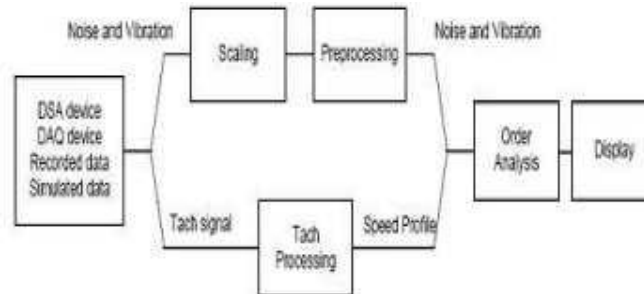 Noise and Vibration
Scaling
Preprocessing
Noise and Vibration
DSA device
DAQ device
Recorded data
Simulated data
Order
Analysis
Display
Tach signal
Tach
Processing
Speed Profile